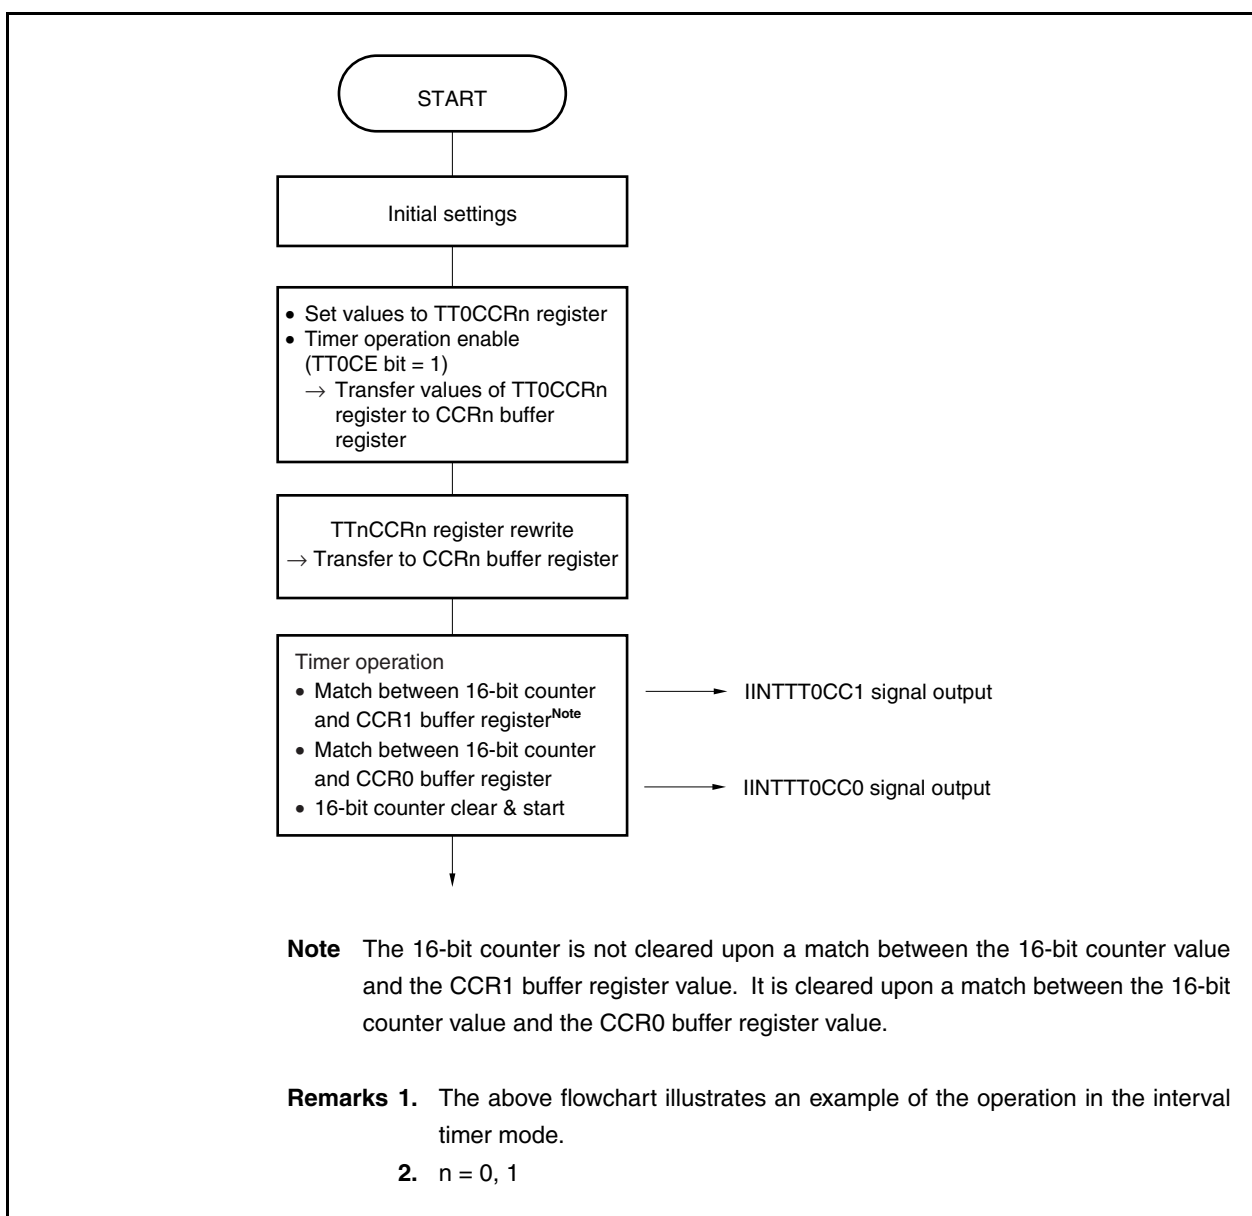 START
Initial settings
• Set values to TT0CCRn register
• Timer operation enable
(TT0CE bit = 1)
→ Transfer values of TT0CCRn
register to CCRn buffer
register
TTnCCRn register rewrite
→ Transfer to CCRn buffer register
Timer operation
• Match between 16-bit counter
and CCR1 buffer registerNote
IINTTT0CC1 signal output
• Match between 16-bit counter
and CCR0 buffer register
IINTTT0CC0 signal output
• 16-bit counter clear & start
Note The 16-bit counter is not cleared upon a match between the 16-bit counter value
and the CCR1 buffer register value. It is cleared upon a match between the 16-bit
counter value and the CCR0 buffer register value.
Remarks 1. The above flowchart illustrates an example of the operation in the interval
timer mode.
2. n = 0, 1